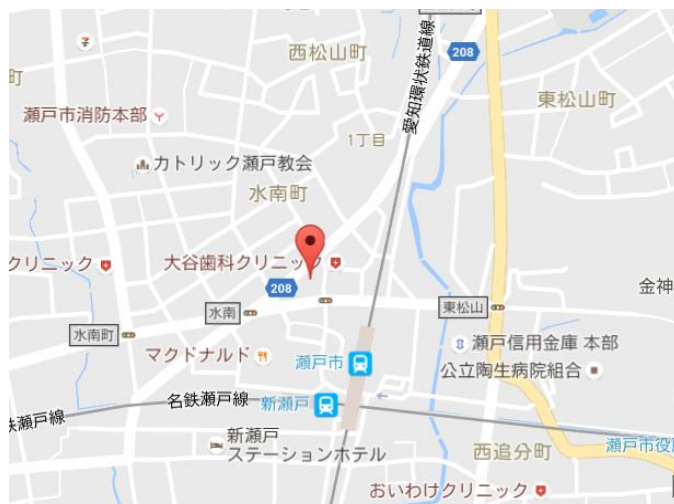 西松山町
208
町
東松山町
瀬戸市消防本部
愛知環状鉄道線
1丁目
カトリック瀬戸教会
水南町
クリニック
大谷歯科クリニック
208
金神
水南
東松山
水南町
瀬戸信用金庫 本部
マクドナルド
瀬戸市
公立陶生病院組合
名鉄瀬戸線
新瀬戸
鉄瀬戸線
新瀬戸
ステーションホテル
西追分町
瀬戸市役
おいわけクリニック